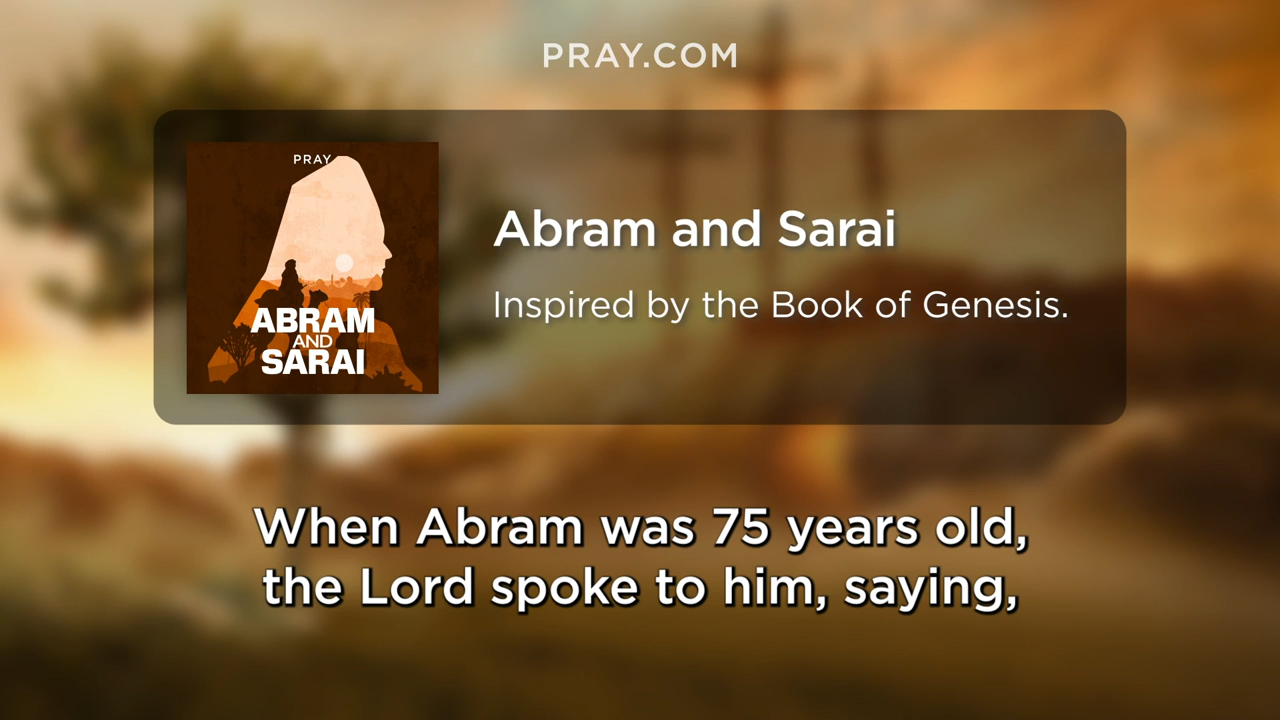 PRAY.COM
PRAY
ABRAM
AND
SARAI
Abram and Sarai
Inspired by the Book of Genesis.
When Abram was 75 years old,
the Lord spoke to him, saying,